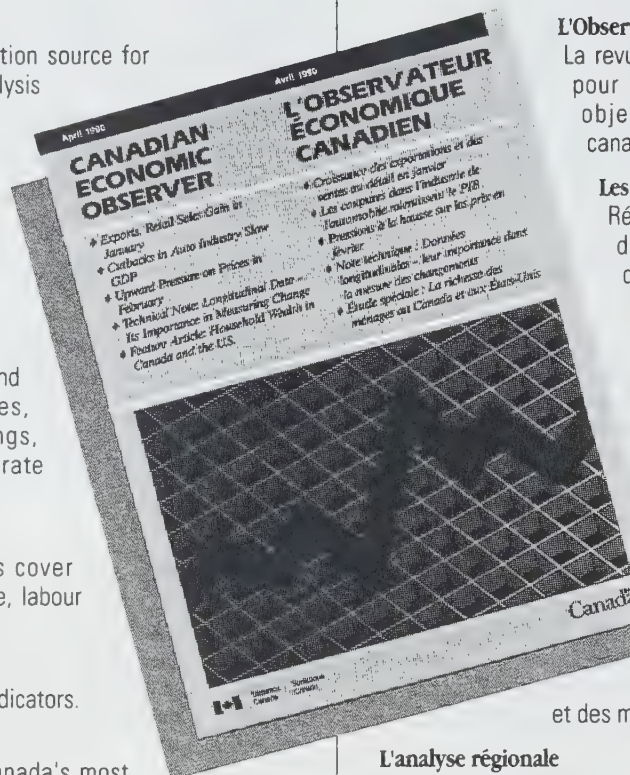 tion source for
lysis
nd
es,
ngs,
rate
s cover
e, labour
dicators.
anada's most
April 1990
CANADIAN
ECONOMIC
OBSERVER
♦ Exports, Retail Sales Gain in
January
♦ Cutbacks in Auto Industry Slow
GDP
♦ Upward Pressure on Prices in
February
♦ Technical Note: Longitudinal Data –
Its Importance in Measuring Change
♦ Feature Article: Household Wealth in
Canada and the U.S.
Avril 1990
L'OBSERVATEUR
ÉCONOMIQUE
CANADIEN
♦ Croissance des exportations et des
ventes au détail en janvier
♦ Les coupures dans l'industrie de
l'automobile ralentissent le PIB
♦ Pressions à la hausse sur les prix en
février
♦ Note technique : Données
longitudinales – leur importance dans
la mesure des changements
♦ Étude spéciale : La richesse des
ménages au Canada et aux États-Unis
Statistics Canada
Statistique Canada
Canada
L'Obser
La revu
pour
obje
cana
Les
Ré
d
c
et des m
L'analyse régionale